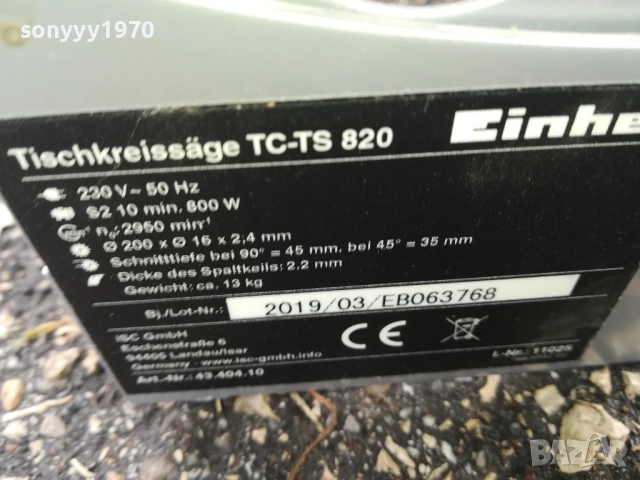 sonyyy1970
Tischkreissäge TC-TS 820
Einhe
230 V ~ 50 Hz
S2 10 min. 800 W
n₀: 2950 min⁻¹
Ø 200 x Ø 16 x 2,4 mm
Schnitttiefe bei 90° = 45 mm, bei 45° = 35 mm
Dicke des Spaltkeils: 2,2 mm
Gewicht: ca. 13 kg
Bj./Lot-Nr.: 2019/03/EB063768
ISC GmbH
Eschenstraße 6
94405 Landau/Isar
Germany www.isc-gmbh.info
Art.-Nr.: 43.404.10
I.-Nr.: 11025
CE
BAZAR
bg